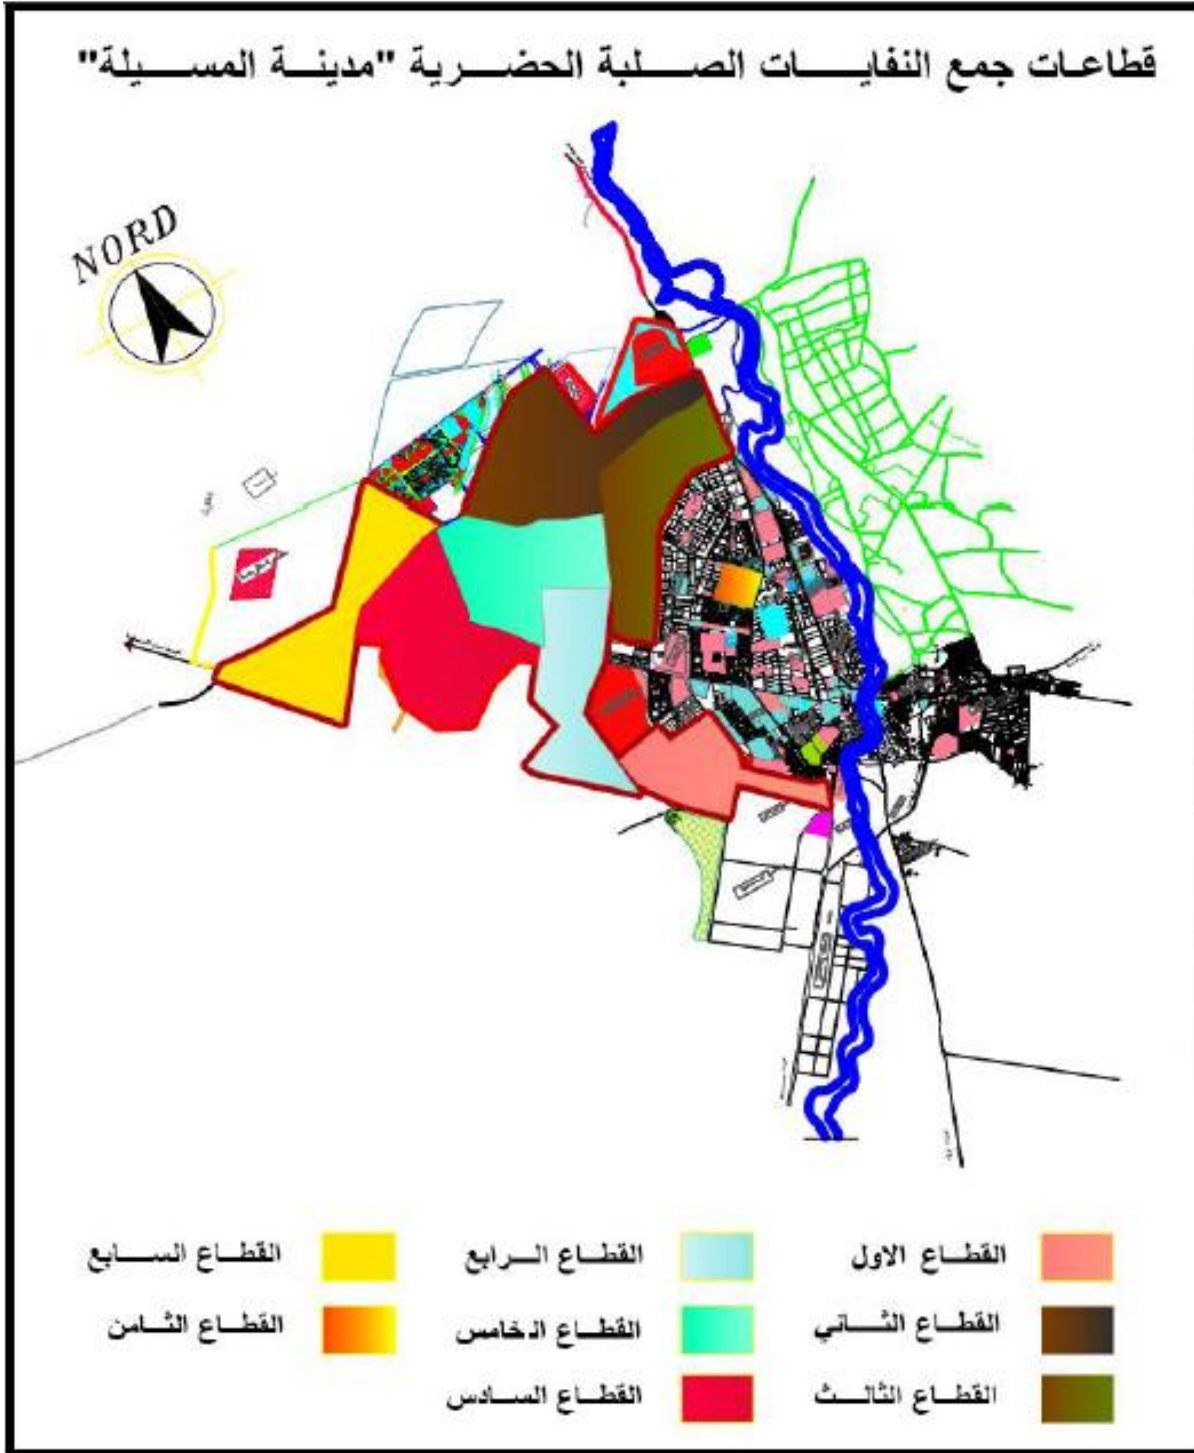 قطاعات جمع النفايات الصلبة الحضرية "مدينة المسيلة"
NORD
القطاع الاول
القطاع الثاني
القطاع الثالث
القطاع الرابع
القطاع الخامس
القطاع السادس
القطاع السابع
القطاع الثامن